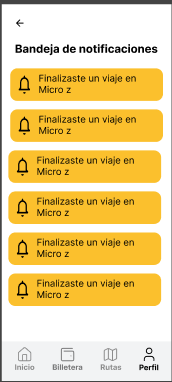 Bandeja de notificaciones
Finalizaste un viaje en
Micro z
Finalizaste un viaje en
Micro z
Finalizaste un viaje en
Micro z
Finalizaste un viaje en
Micro z
Finalizaste un viaje en
Micro z
Finalizaste un viaje en
Micro z
Inicio Billetera Rutas Perfil